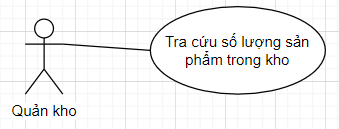 Tra cứu số lượng sản
phẩm trong kho
Quản kho